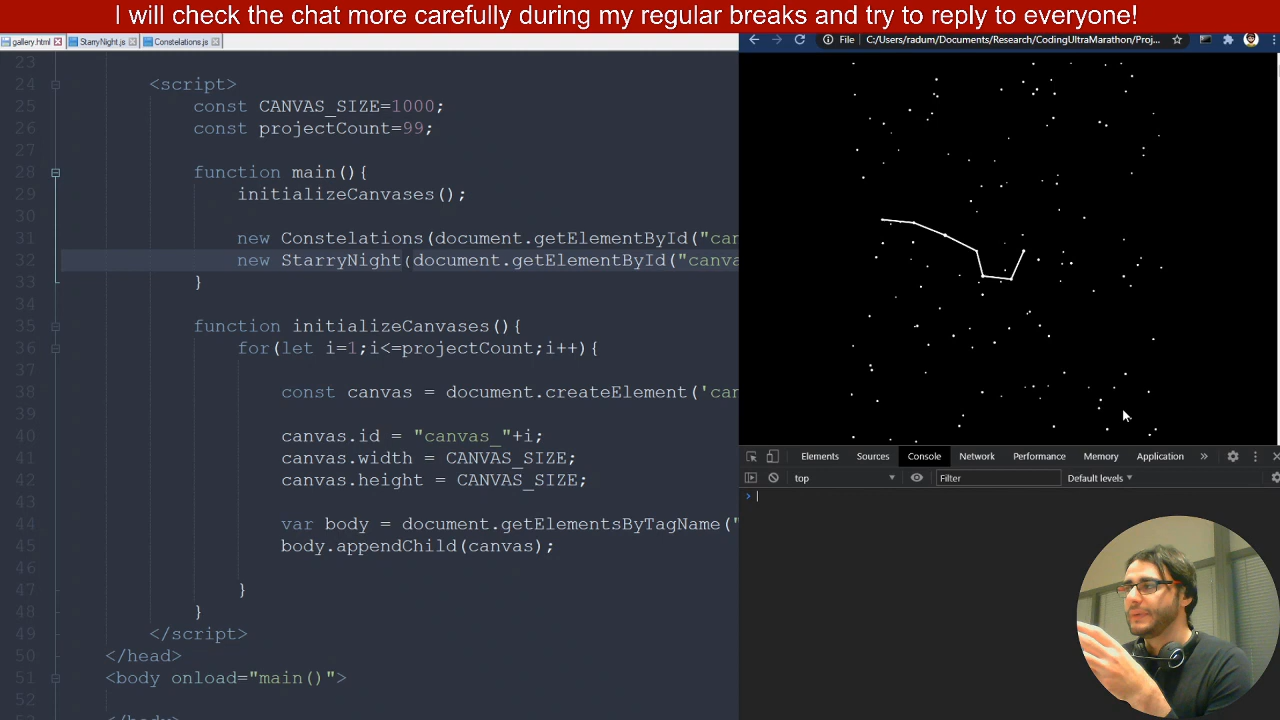 I will check the chat more carefully during my regular breaks and try to reply to everyone!
gallery.html StarryNight.js Constelations.js
File C:/Users/radum/Documents/Research/CodingUltraMarathon/Proj...
23
24 <script>
25 const CANVAS_SIZE=1000;
26 const projectCount=99;
27
28 function main(){
29 initializeCanvases();
30
31 new Constelations(document.getElementById("can
32 new StarryNight(document.getElementById("canva
33 }
34
35 function initializeCanvases(){
36 for(let i=1;i<=projectCount;i++){
37
38 const canvas = document.createElement('can
39
40 canvas.id = "canvas_"+i;
41 canvas.width = CANVAS_SIZE;
42 canvas.height = CANVAS_SIZE;
43
44 var body = document.getElementsByTagName("
45 body.appendChild(canvas);
46
47 }
48 }
49 </script>
50 </head>
51 <body onload="main()">
52
Elements Sources Console Network Performance Memory Application »
top Filter Default levels
>